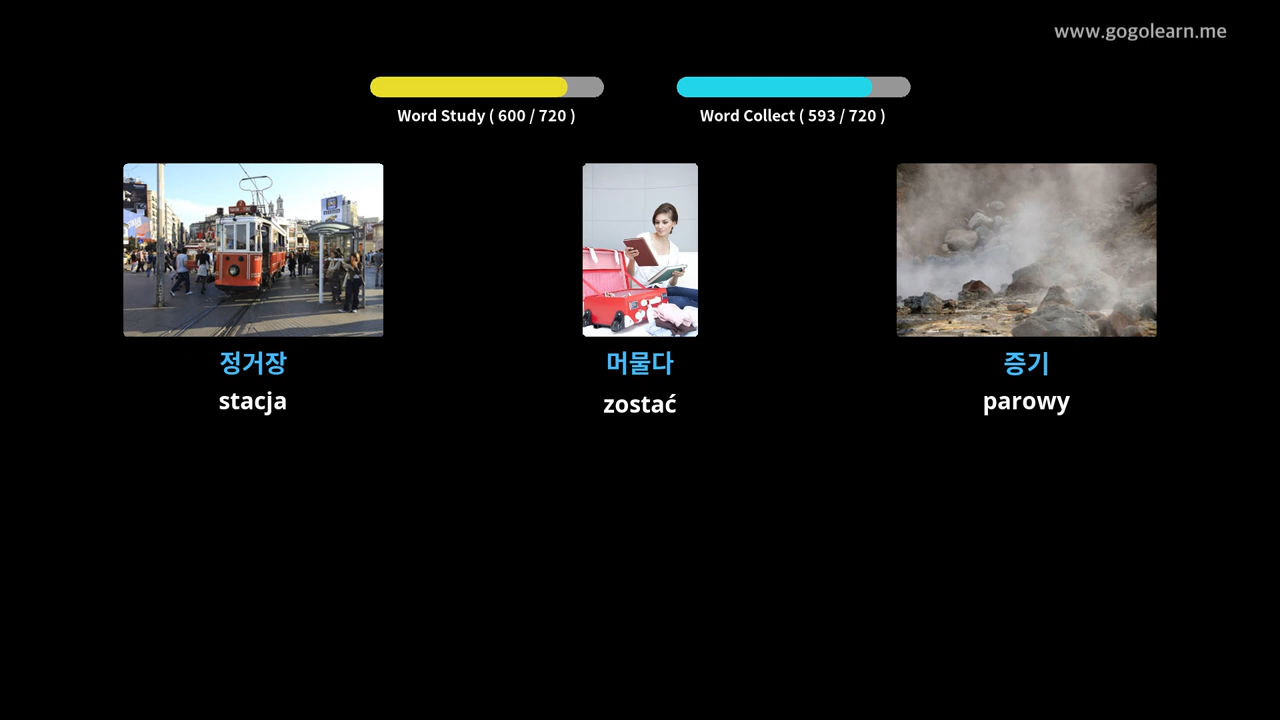 www.gogolearn.me
Word Study ( 600 / 720 )
Word Collect ( 593 / 720 )
정거장
stacja
머물다
zostać
증기
parowy